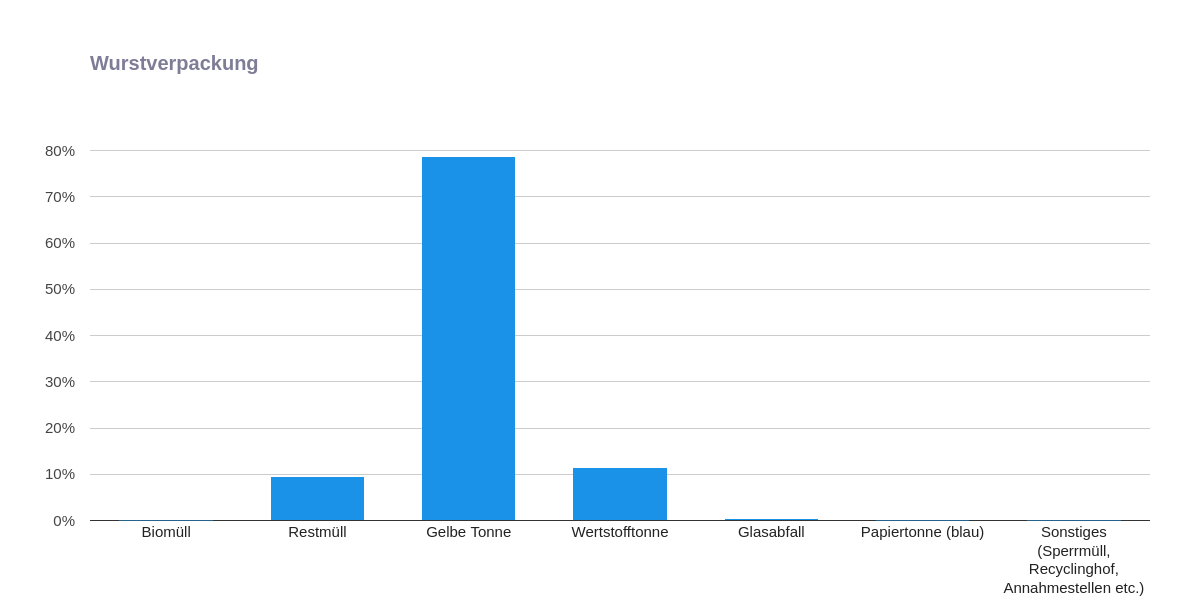 Wurstverpackung
80%
70%
60%
50%
40%
30%
20%
10%
0%
Biomüll
Restmüll
Gelbe Tonne
Wertstofftonne
Glasabfall
Papiertonne (blau)
Sonstiges
(Sperrmüll,
Recyclinghof,
Annahmestellen etc.)